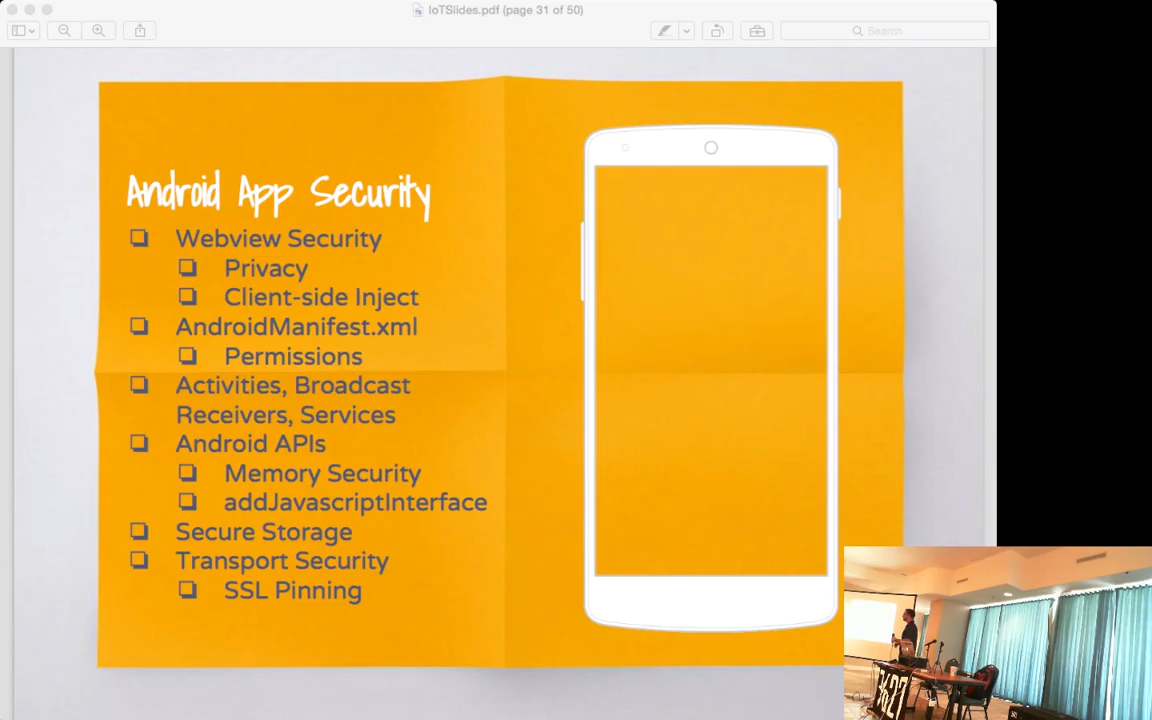 IoTSlides.pdf (page 31 of 50)
Search
Android App Security
❏ Webview Security
❏ Privacy
❏ Client-side Inject
❏ AndroidManifest.xml
❏ Permissions
❏ Activities, Broadcast
Receivers, Services
❏ Android APIs
❏ Memory Security
❏ addJavascriptInterface
❏ Secure Storage
❏ Transport Security
❏ SSL Pinning